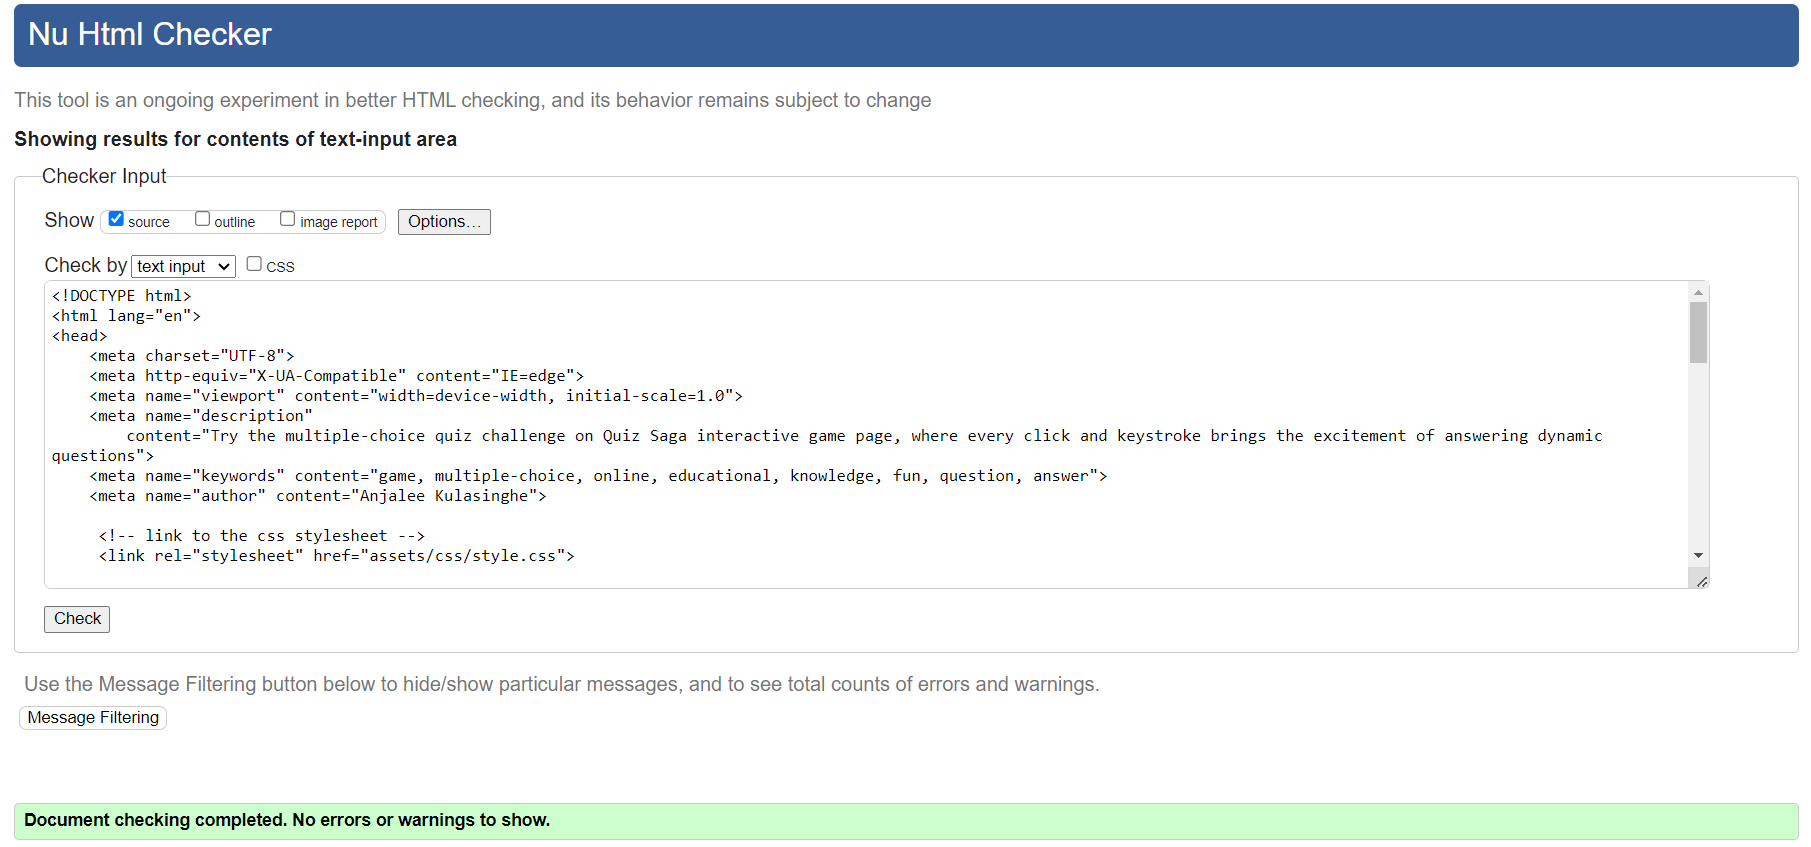 Nu Html Checker
This tool is an ongoing experiment in better HTML checking, and its behavior remains subject to change
Showing results for contents of text-input area
Checker Input
Show source outline image report Options...
Check by text input CSS
<!DOCTYPE html>
<html lang="en">
<head>
    <meta charset="UTF-8">
    <meta http-equiv="X-UA-Compatible" content="IE=edge">
    <meta name="viewport" content="width=device-width, initial-scale=1.0">
    <meta name="description"
        content="Try the multiple-choice quiz challenge on Quiz Saga interactive game page, where every click and keystroke brings the excitement of answering dynamic
questions">
    <meta name="keywords" content="game, multiple-choice, online, educational, knowledge, fun, question, answer">
    <meta name="author" content="Anjalee Kulasinghe">
     <!-- link to the css stylesheet -->
     <link rel="stylesheet" href="assets/css/style.css">
Check
Use the Message Filtering button below to hide/show particular messages, and to see total counts of errors and warnings.
Message Filtering
Document checking completed. No errors or warnings to show.